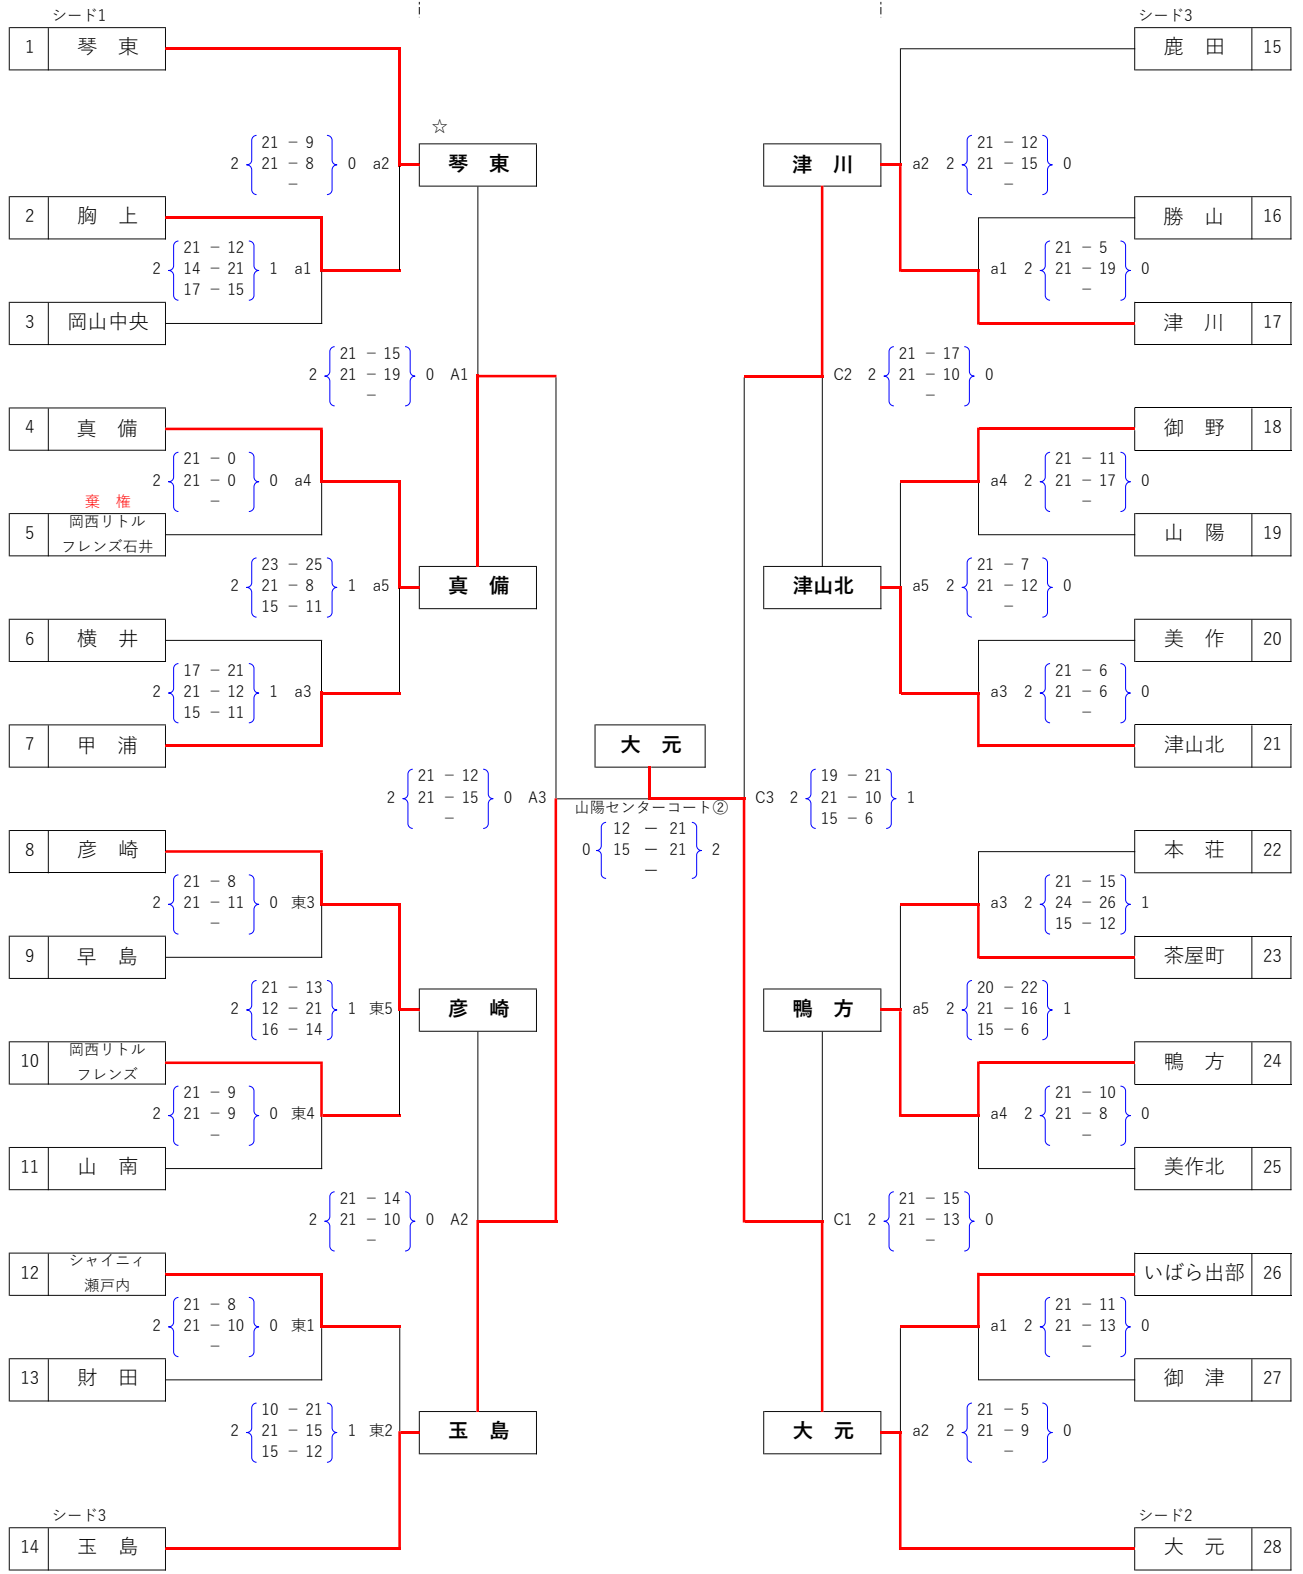 シード1
シード3
1 琴 東
鹿 田 15
☆
21 － 9
2 21 － 8 0 a2
－
琴 東
津 川
21 － 12
a2 2 21 － 15 0
－
2 胸 上
勝 山 16
21 － 12
2 14 － 21 1 a1
17 － 15
21 － 5
a1 2 21 － 19 0
－
3 岡山中央
津 川 17
21 － 15
2 21 － 19 0 A1
－
21 － 17
C2 2 21 － 10 0
－
4 真 備
御 野 18
21 － 0
2 21 － 0 0 a4
－
21 － 11
a4 2 21 － 17 0
－
棄 権
5 岡西リトル
フレンズ石井
山 陽 19
23 － 25
2 21 － 8 1 a5
15 － 11
真 備
津山北
21 － 7
a5 2 21 － 12 0
－
6 横 井
美 作 20
17 － 21
2 21 － 12 1 a3
15 － 11
21 － 6
a3 2 21 － 6 0
－
7 甲 浦
大 元
津山北 21
21 － 12
2 21 － 15 0 A3
－
山陽センターコート②
12 － 21
0 15 － 21 2
－
19 － 21
C3 2 21 － 10 1
15 － 6
8 彦 崎
本 荘 22
21 － 8
2 21 － 11 0 東3
－
21 － 15
a3 2 24 － 26 1
15 － 12
9 早 島
茶屋町 23
21 － 13
2 12 － 21 1 東5
16 － 14
彦 崎
鴨 方
20 － 22
a5 2 21 － 16 1
15 － 6
10 岡西リトル
フレンズ
鴨 方 24
21 － 9
2 21 － 9 0 東4
－
21 － 10
a4 2 21 － 8 0
－
11 山 南
美作北 25
21 － 14
2 21 － 10 0 A2
－
21 － 15
C1 2 21 － 13 0
－
12 シャイニィ
瀬戸内
いばら出部 26
21 － 8
2 21 － 10 0 東1
－
21 － 11
a1 2 21 － 13 0
－
13 財 田
御 津 27
10 － 21
2 21 － 15 1 東2
15 － 12
玉 島
大 元
21 － 5
a2 2 21 － 9 0
－
シード3
シード2
14 玉 島
大 元 28